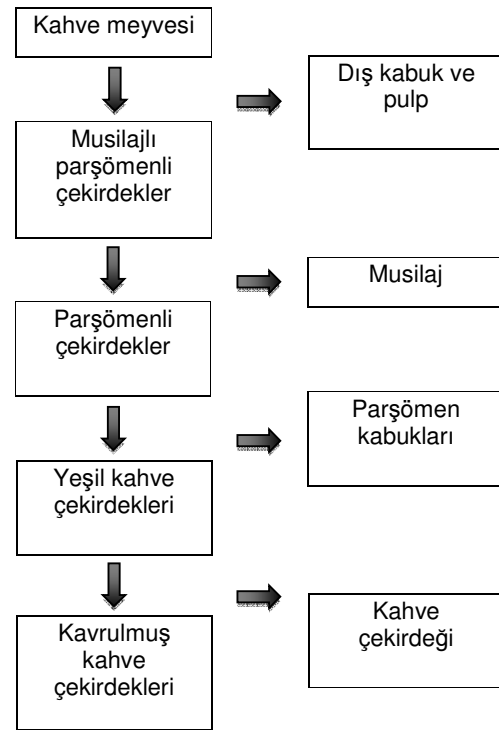 Kahve meyvesi
Dış kabuk ve
pulp
Musilajlı
parşömenli
çekirdekler
Musilaj
Parşömenli
çekirdekler
Parşömen
kabukları
Yeşil kahve
çekirdekleri
Kahve
çekirdeği
Kavrulmuş
kahve
çekirdekleri